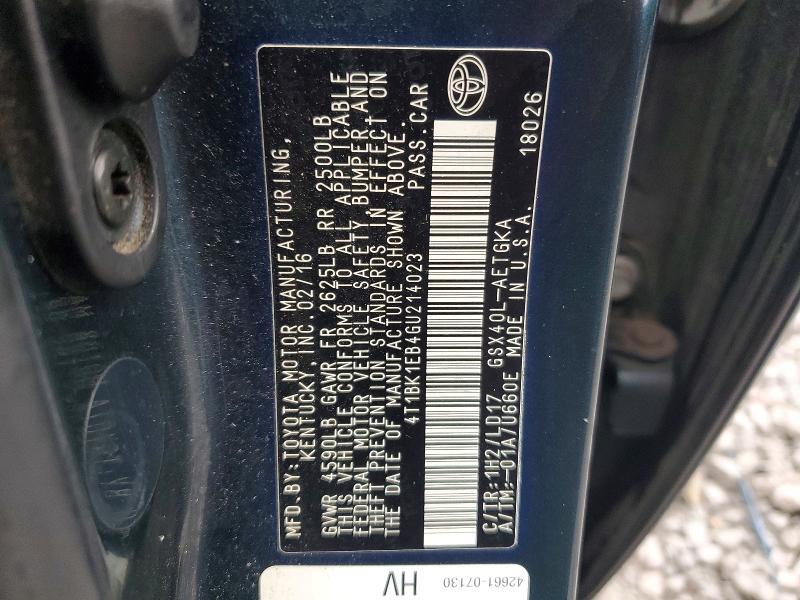 MFD.BY:TOYOTA MOTOR MANUFACTURING,
KENTUCKY, INC. 02/16
GVWR 4590LB GAWR FR 2625LB RR 2500LB
THIS VEHICLE CONFORMS TO ALL APPLICABLE
FEDERAL MOTOR VEHICLE SAFETY,BUMPER,AND
THEFT PREVENTION STANDARDS IN EFFECT ON
THE DATE OF MANUFACTURE SHOWN ABOVE.
4T1BK1EB4GU214023 PASS.CAR
C/TR:1H2/LD17 GSX40L-AETGKA
A/TM:-01A/U660E MADE IN U.S.A. 18026
HV
42661-07130